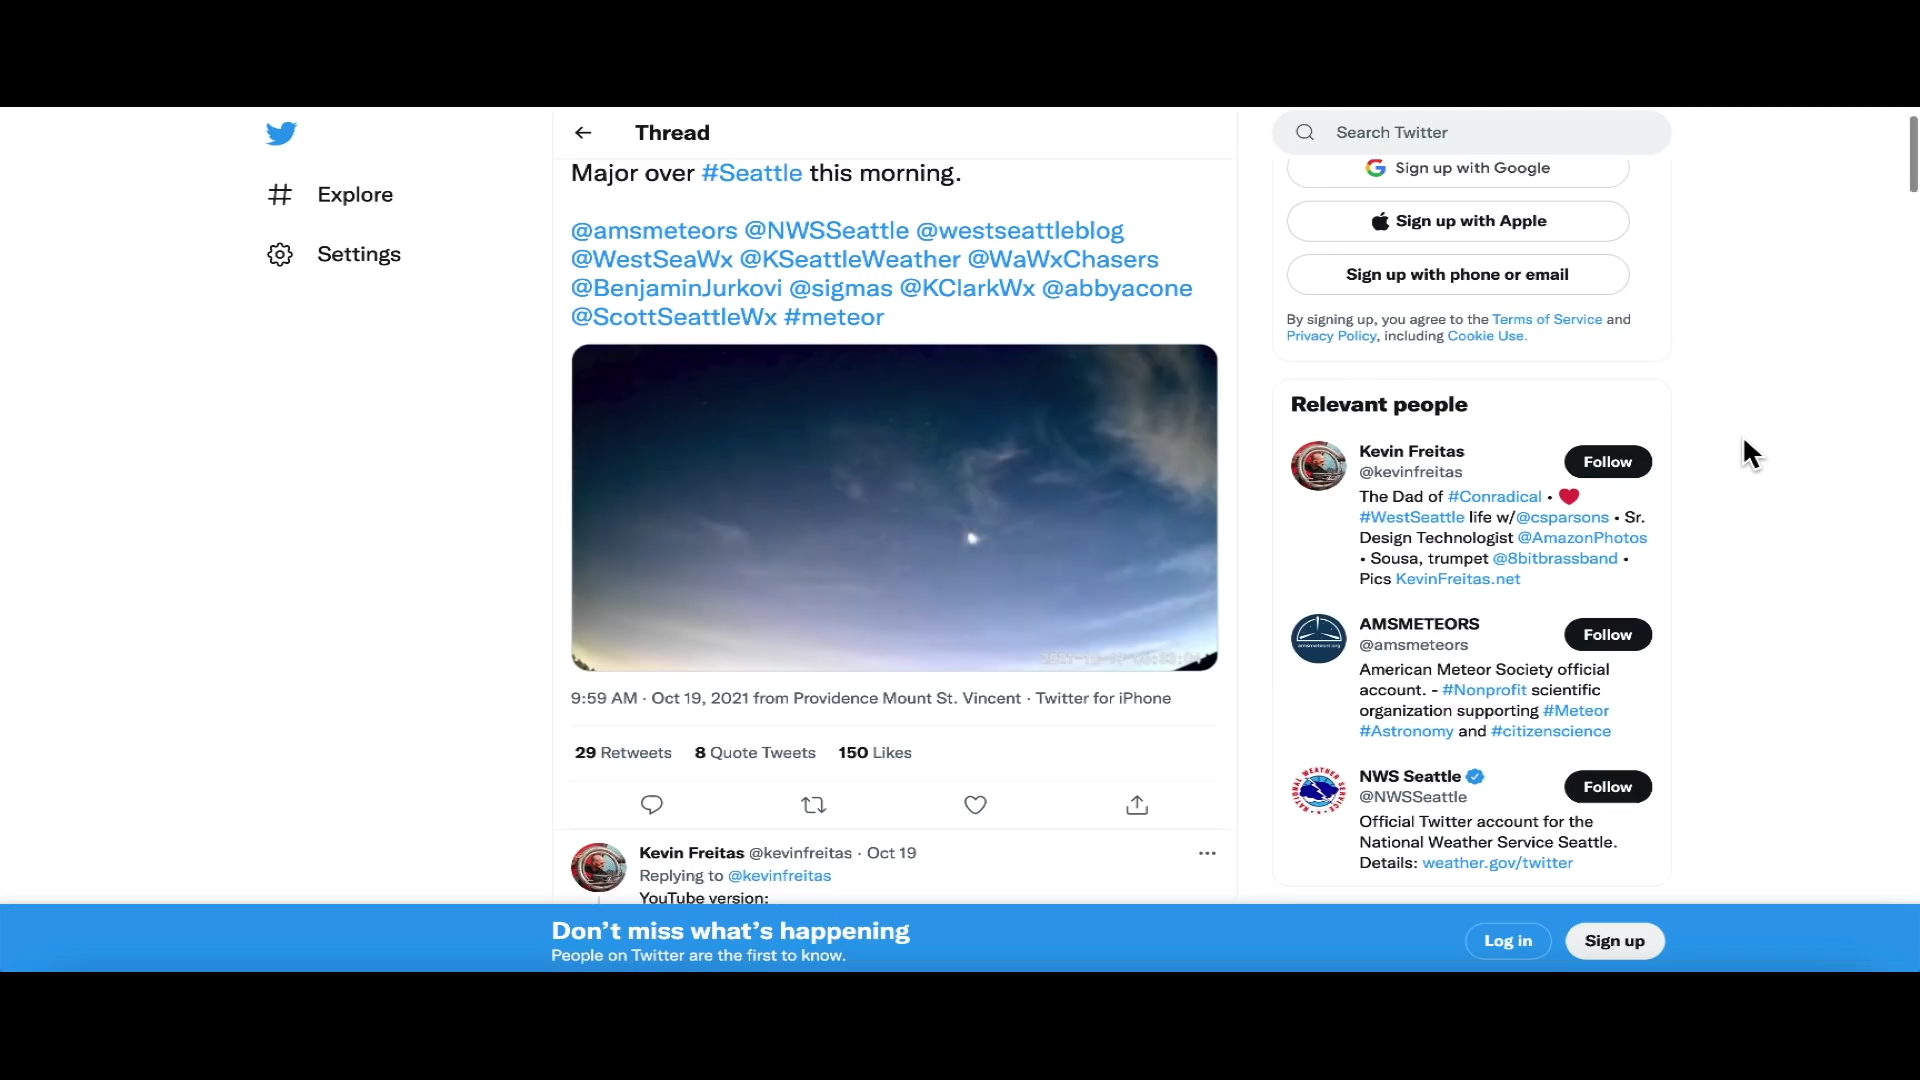 Thread
Search Twitter
Explore
Settings
Major over #Seattle this morning.
@amsmeteors @NWSSeattle @westseattleblog
@WestSeaWx @KSeattleWeather @WaWxChasers
@BenjaminJurkovi @sigmas @KClarkWx @abbyacone
@ScottSeattleWx #meteor
9:59 AM · Oct 19, 2021 from Providence Mount St. Vincent · Twitter for iPhone
29 Retweets 8 Quote Tweets 150 Likes
Kevin Freitas @kevinfreitas · Oct 19
Replying to @kevinfreitas
YouTube version:
Sign up with Google
Sign up with Apple
Sign up with phone or email
By signing up, you agree to the Terms of Service and
Privacy Policy, including Cookie Use.
Relevant people
Kevin Freitas
@kevinfreitas
Follow
The Dad of #Conradical •
#WestSeattle life w/@csparsons • Sr.
Design Technologist @AmazonPhotos
• Sousa, trumpet @8bitbrassband •
Pics KevinFreitas.net
AMSMETEORS
@amsmeteors
Follow
American Meteor Society official
account. - #Nonprofit scientific
organization supporting #Meteor
#Astronomy and #citizenscience
NWS Seattle
@NWSSeattle
Follow
Official Twitter account for the
National Weather Service Seattle.
Details: weather.gov/twitter
Don't miss what's happening
People on Twitter are the first to know.
Log in
Sign up